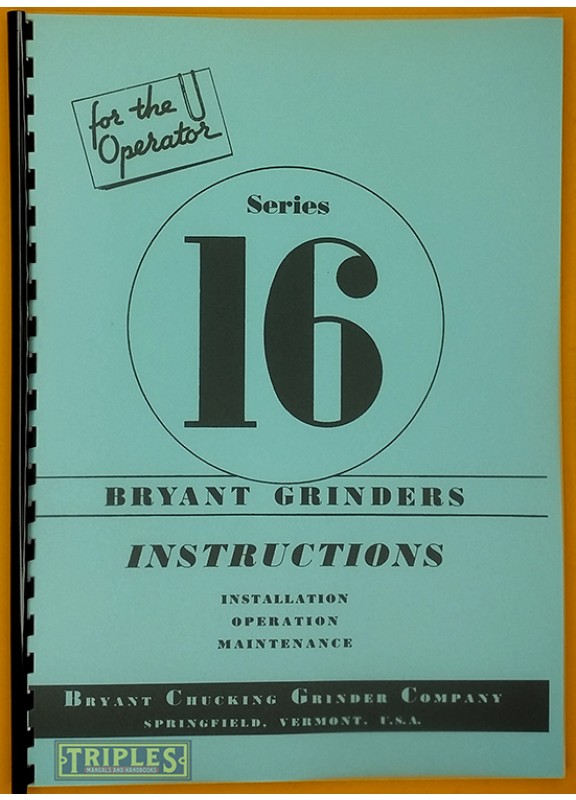 for the
Operator
Series
16
BRYANT GRINDERS
INSTRUCTIONS
INSTALLATION
OPERATION
MAINTENANCE
BRYANT CHUCKING GRINDER COMPANY
SPRINGFIELD, VERMONT, U.S.A.
TRIPLES
MANUALS AND HANDBOOKS